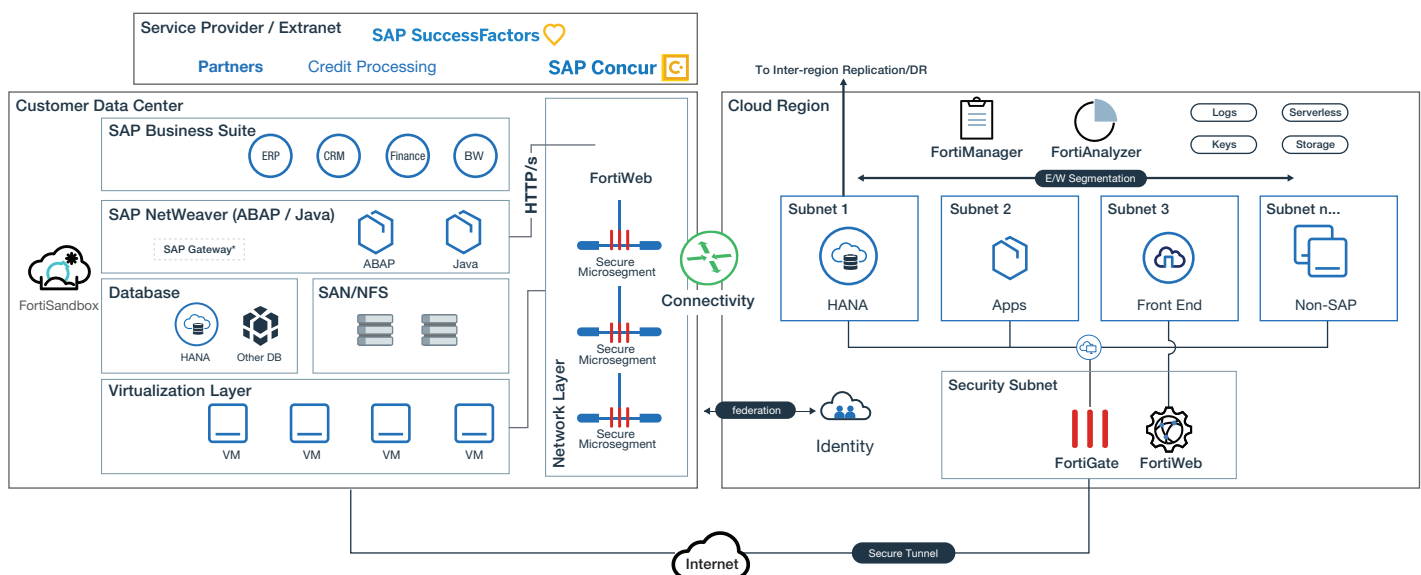 Service Provider / Extranet
SAP SuccessFactors
Partners
Credit Processing
SAP Concur
C
Customer Data Center
SAP Business Suite
ERP
CRM
Finance
BW
SAP NetWeaver (ABAP / Java)
SAP Gateway*
ABAP
Java
HTTP/s
FortiSandbox
Database
HANA
Other DB
SAN/NFS
Virtualization Layer
VM
VM
VM
VM
Network Layer
FortiWeb
Secure
Microsegment
Secure
Microsegment
Secure
Microsegment
Connectivity
federation
Identity
To Inter-region Replication/DR
Cloud Region
FortiManager
FortiAnalyzer
Logs
Serverless
Keys
Storage
E/W Segmentation
Subnet 1
HANA
Subnet 2
Apps
Subnet 3
Front End
Subnet n...
Non-SAP
Security Subnet
FortiGate
FortiWeb
Internet
Secure Tunnel